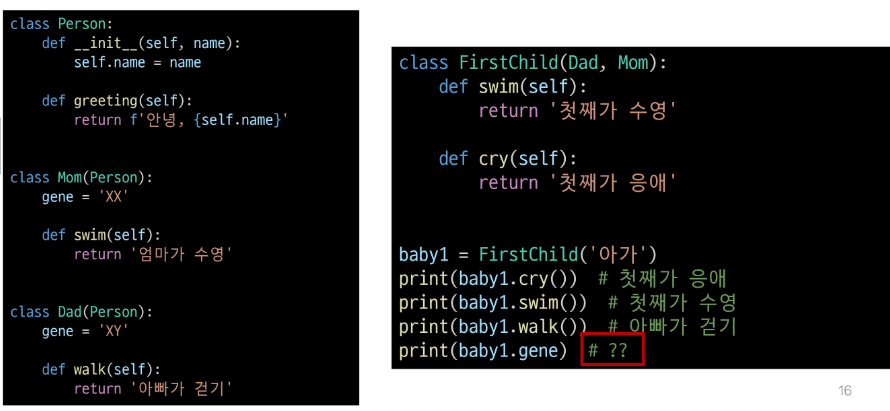 class Person:
    def __init__(self, name):
        self.name = name

    def greeting(self):
        return f'안녕, {self.name}'

class Mom(Person):
    gene = 'XX'

    def swim(self):
        return '엄마가 수영'

class Dad(Person):
    gene = 'XY'

    def walk(self):
        return '아빠가 걷기'

class FirstChild(Dad, Mom):
    def swim(self):
        return '첫째가 수영'

    def cry(self):
        return '첫째가 응애'

baby1 = FirstChild('아가')
print(baby1.cry())  # 첫째가 응애
print(baby1.swim())  # 첫째가 수영
print(baby1.walk())  # 아빠가 걷기
print(baby1.gene)  # ??
16